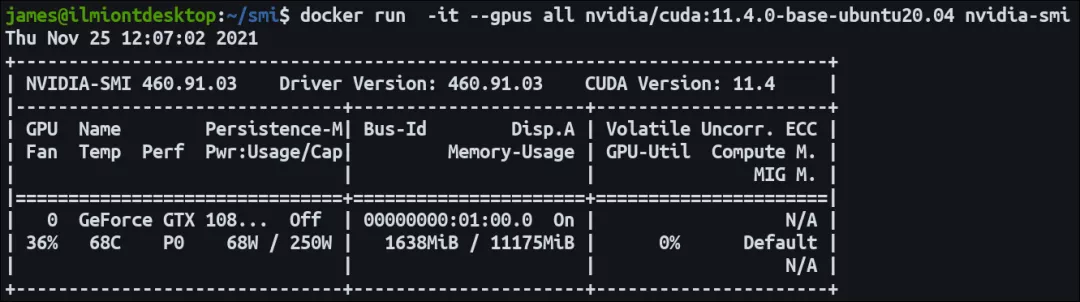 james@ilmiontdesktop:~/smi$ docker run  -it --gpus all nvidia/cuda:11.4.0-base-ubuntu20.04 nvidia-smi
Thu Nov 25 12:07:02 2021
+-----------------------------------------------------------------------------+
| NVIDIA-SMI 460.91.03    Driver Version: 460.91.03    CUDA Version: 11.4     |
|-------------------------------+----------------------+----------------------+
| GPU  Name        Persistence-M| Bus-Id        Disp.A | Volatile Uncorr. ECC |
| Fan  Temp  Perf  Pwr:Usage/Cap|         Memory-Usage | GPU-Util  Compute M. |
|                               |                      |               MIG M. |
|===============================+======================+======================|
|   0  GeForce GTX 108...  Off  | 00000000:01:00.0  On |                  N/A |
| 36%   68C    P0    68W / 250W |   1638MiB / 11175MiB |      0%      Default |
|                               |                      |                  N/A |
+-------------------------------+----------------------+----------------------+